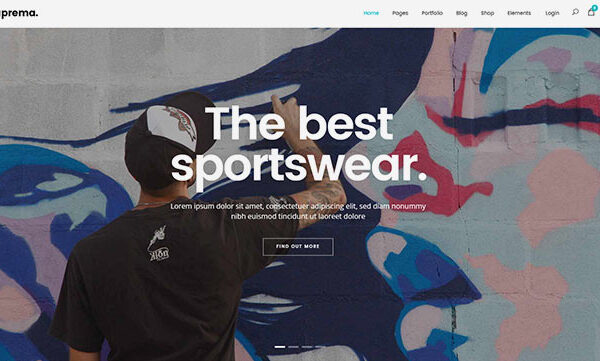 prema.
Home Pages Portfolio Blog Shop Elements Login
The best
sportswear.
Lorem ipsum dolor sit amet, consectetuer adipiscing elit, sed diam nonummy
nibh euismod tincidunt ut laoreet dolore
FIND OUT MORE